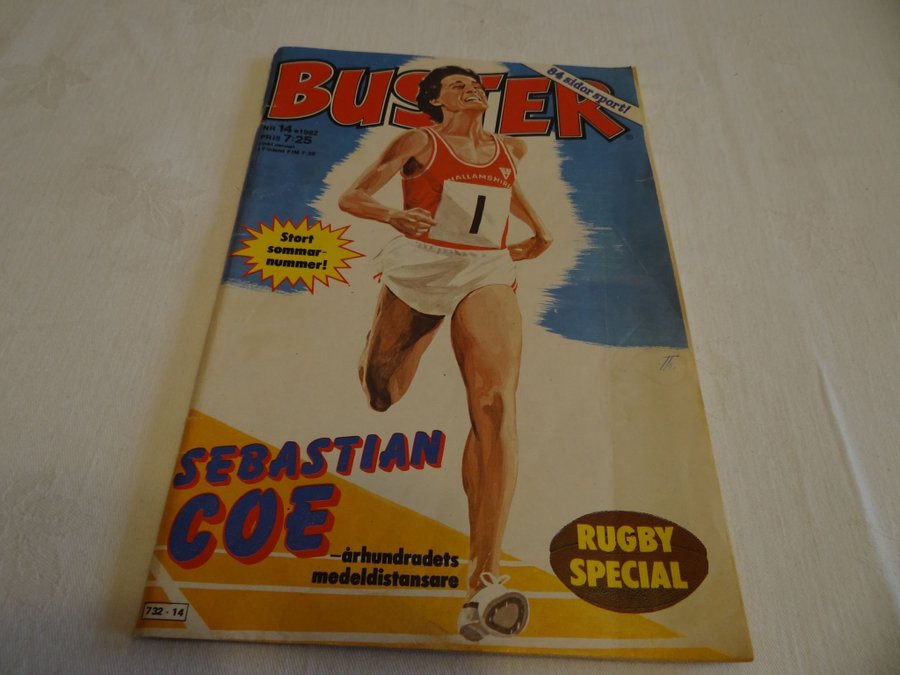 BUSTER
84 sidor sport!
NR 14 • 1982
PRIS 7:25
HALLAMSHIRE
1
Stort
sommar-
nummer!
SEBASTIAN
COE
–århundradets
medeldistansare
RUGBY
SPECIAL
732 - 14